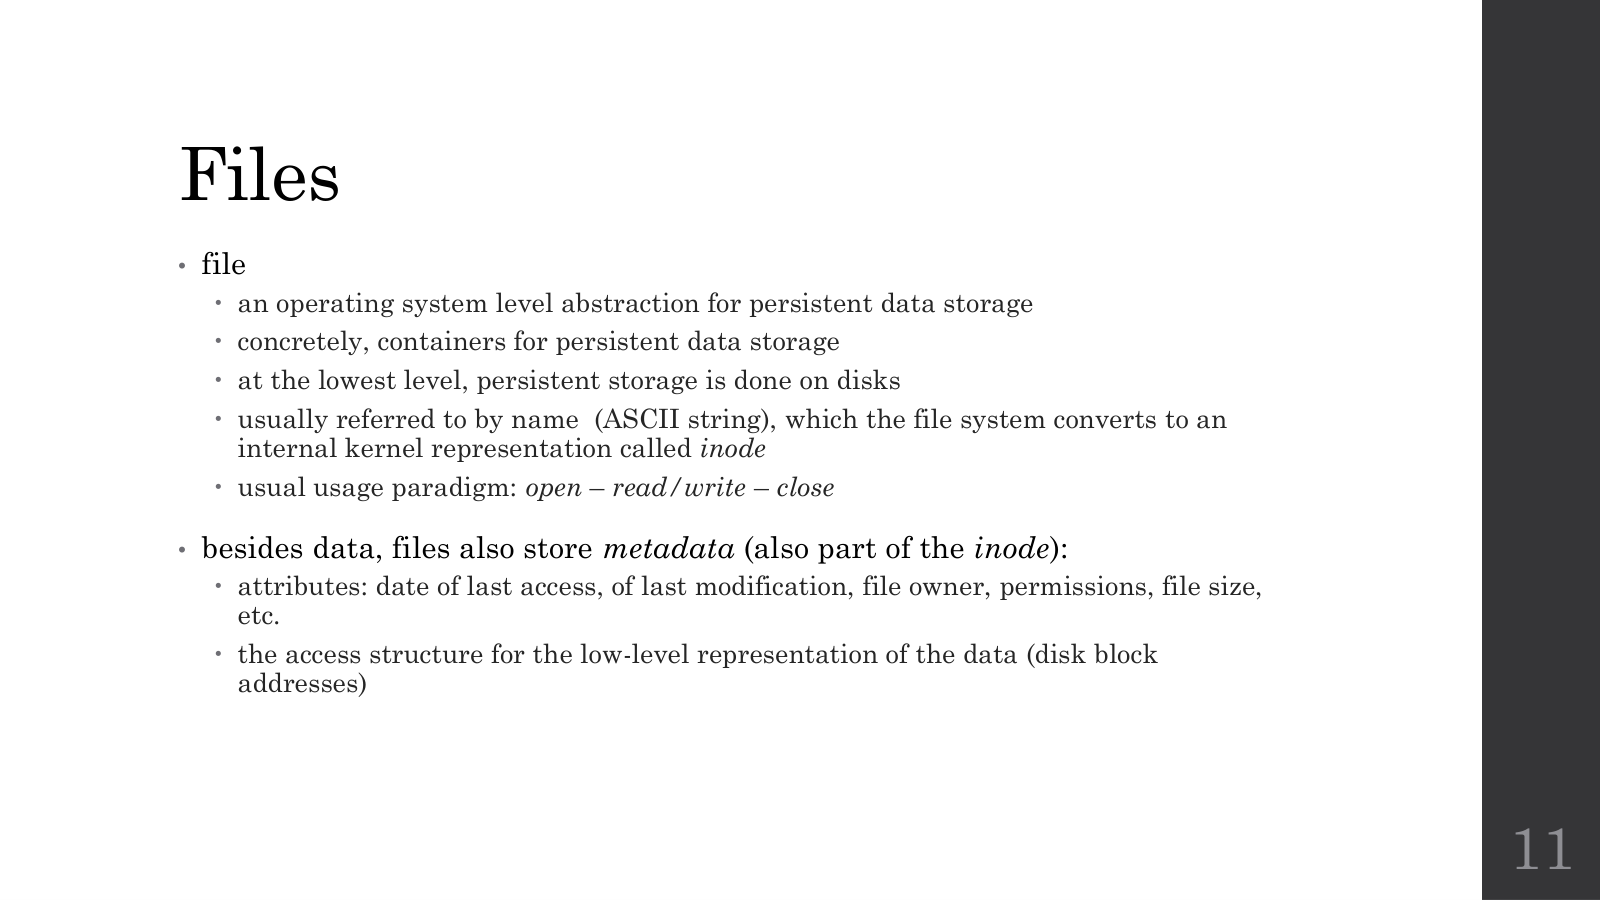 Files
• file
• an operating system level abstraction for persistent data storage
• concretely, containers for persistent data storage
• at the lowest level, persistent storage is done on disks
• usually referred to by name  (ASCII string), which the file system converts to an
internal kernel representation called inode
• usual usage paradigm: open – read/write – close
• besides data, files also store metadata (also part of the inode):
• attributes: date of last access, of last modification, file owner, permissions, file size,
etc.
• the access structure for the low-level representation of the data (disk block
addresses)
11